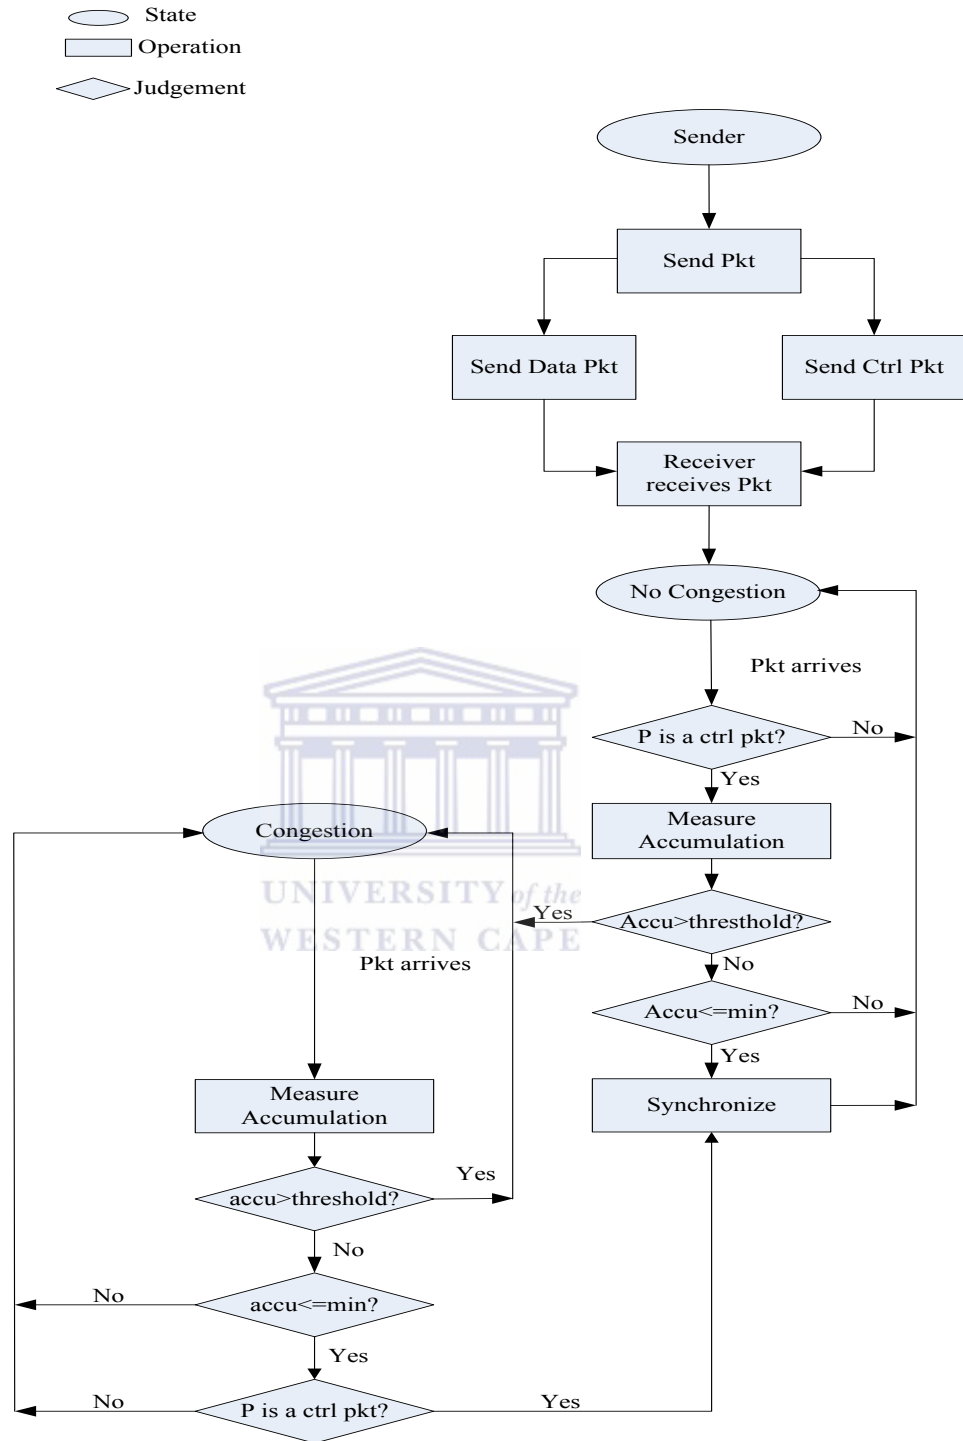 State
Operation
Judgement
Sender
Send Pkt
Send Data Pkt
Send Ctrl Pkt
Receiver
receives Pkt
No Congestion
Pkt arrives
P is a ctrl pkt?
No
Yes
Measure
Accumulation
Accu>thresthold?
Yes
No
Accu<=min?
No
Yes
Synchronize
Congestion
UNIVERSITY of the
WESTERN CAPE
Pkt arrives
Measure
Accumulation
accu>threshold?
Yes
No
accu<=min?
No
Yes
P is a ctrl pkt?
No
Yes